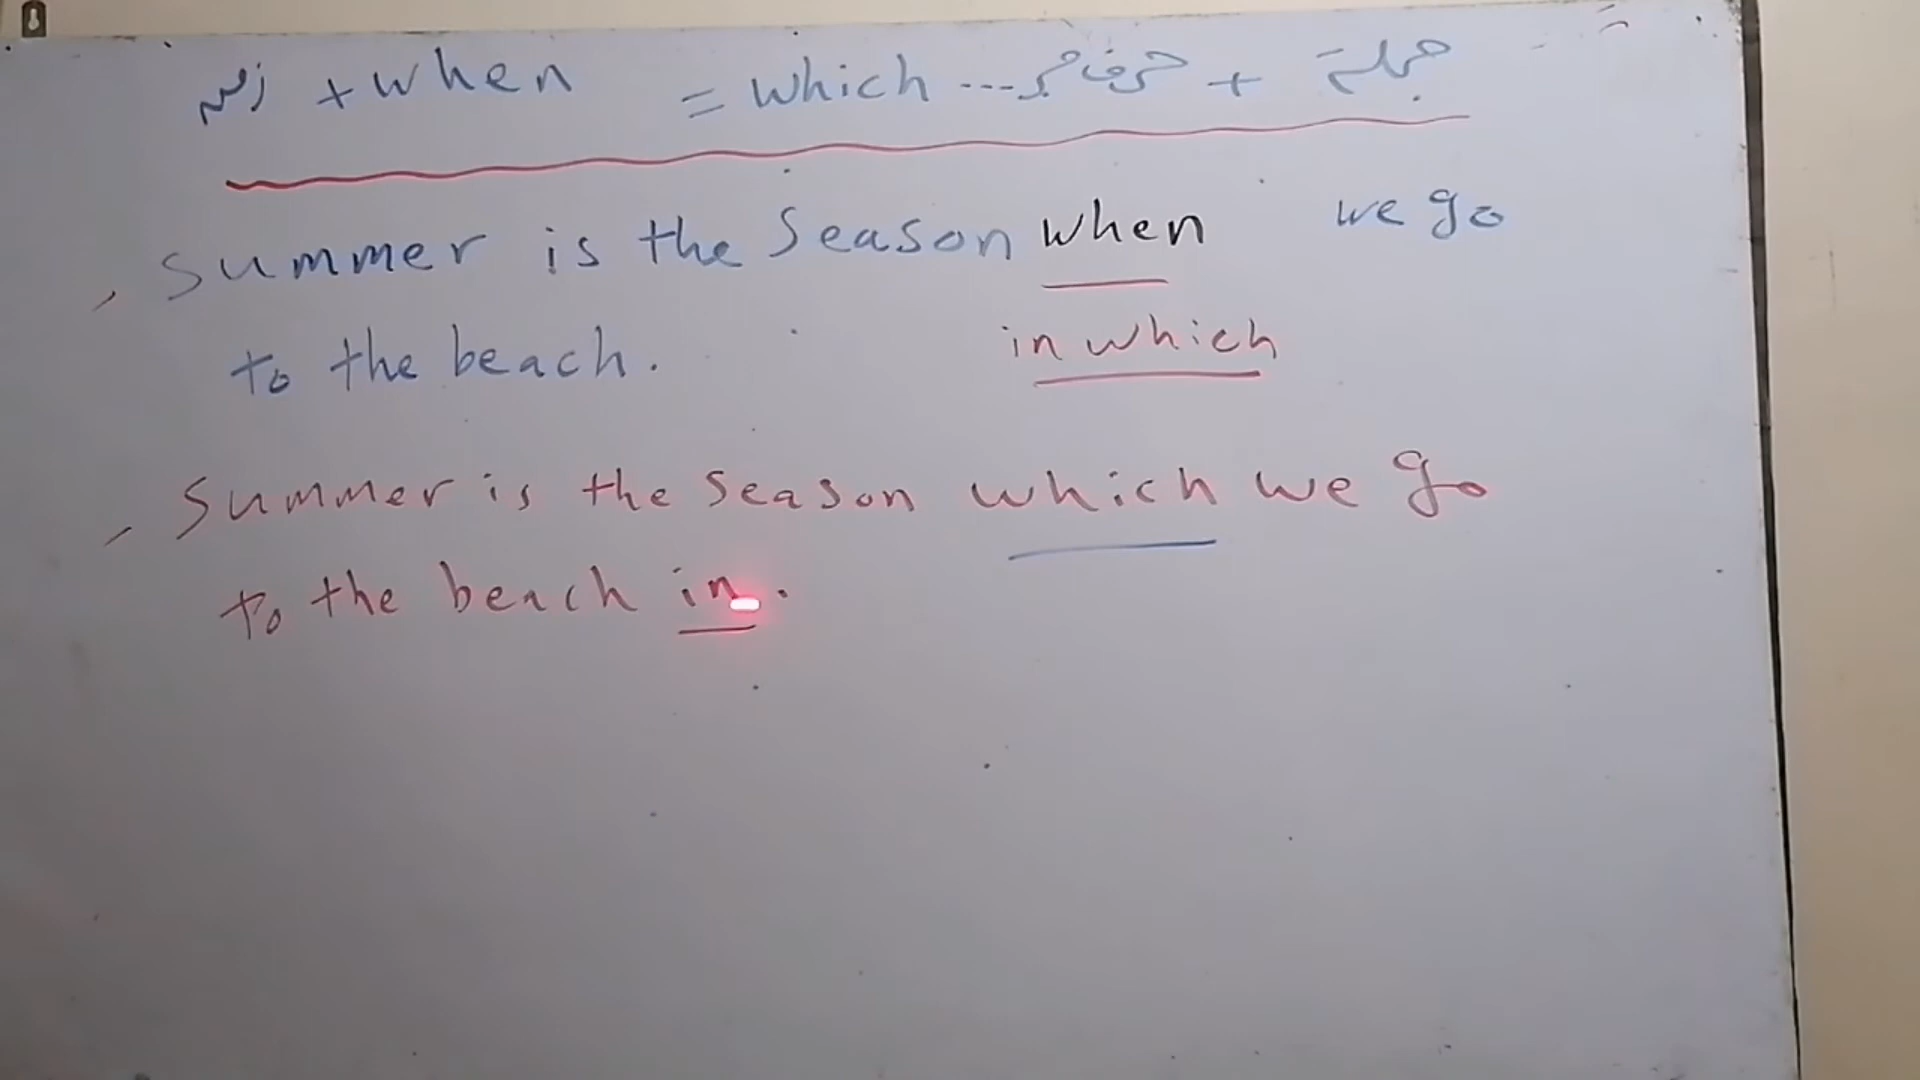 زمن + when = which ... حرف جر + جملة
Summer is the Season when we go
in which
to the beach.
Summer is the Season which we go
to the beach in.